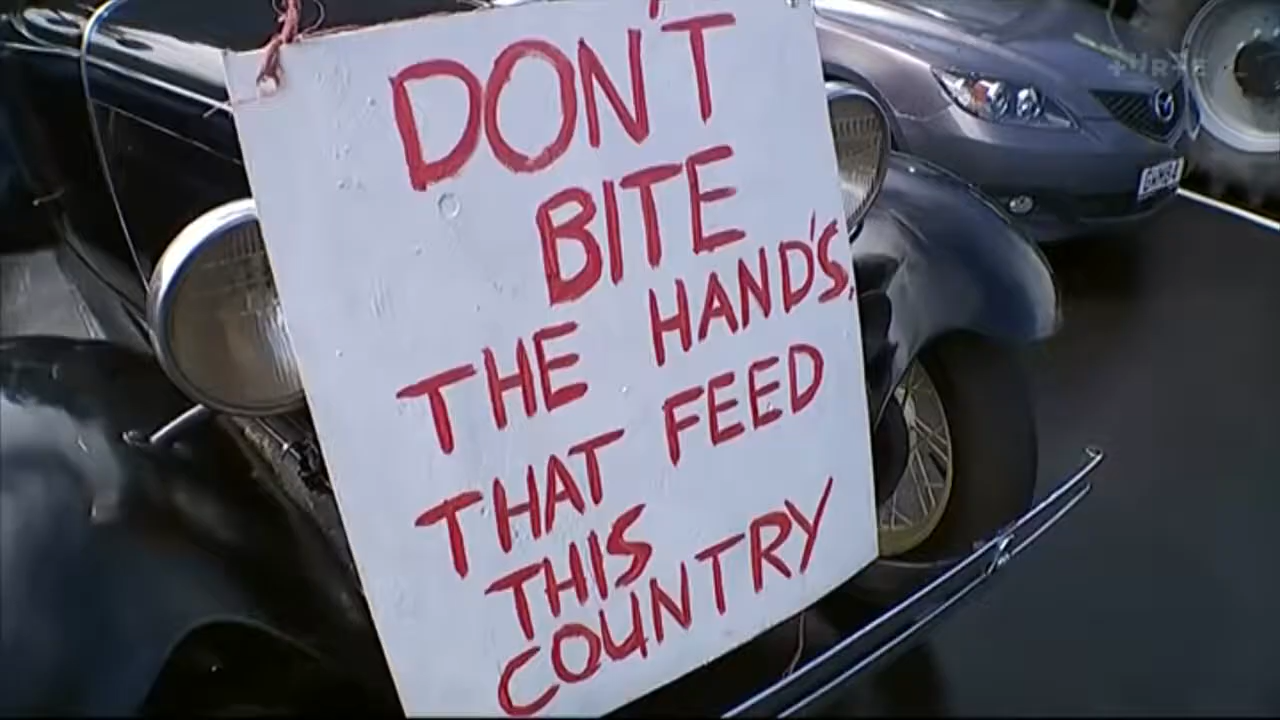 DON'T
BITE
THE HAND'S,
THAT FEED
THIS
COUNTRY